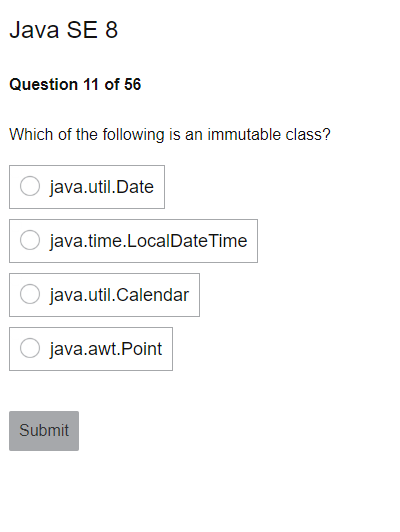 Java SE 8
Question 11 of 56
Which of the following is an immutable class?
java.util.Date
java.time.LocalDateTime
java.util.Calendar
java.awt.Point
Submit